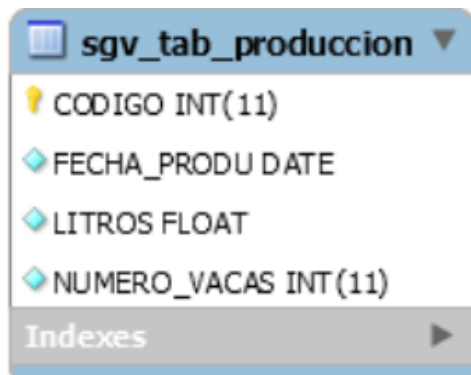 sgv_tab_produccion
CODIGO INT(11)
FECHA_PRODU DATE
LITROS FLOAT
NUMERO_VACAS INT(11)
Indexes